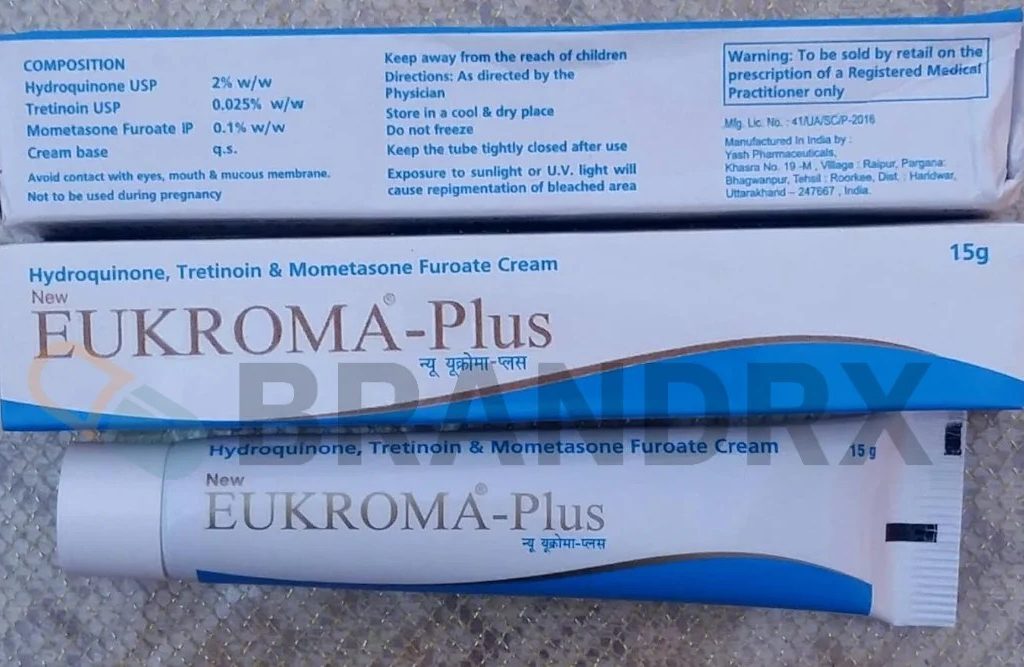 COMPOSITION
Hydroquinone USP 2% w/w
Tretinoin USP 0.025% w/w
Mometasone Furoate IP 0.1% w/w
Cream base q.s.
Avoid contact with eyes, mouth & mucous membrane.
Not to be used during pregnancy
Keep away from the reach of children
Directions: As directed by the
Physician
Store in a cool & dry place
Do not freeze
Keep the tube tightly closed after use
Exposure to sunlight or U.V. light will
cause repigmentation of bleached area
Warning: To be sold by retail on the
prescription of a Registered Medical
Practitioner only
Mfg. Lic. No. : 41/UA/SC/P-2016
Manufactured In India by :
Yash Pharmaceuticals,
Khasra No. 19 -M , Village : Raipur, Pargana:
Bhagwanpur, Tehsil : Roorkee, Dist. : Haridwar,
Uttarakhand – 247667 , India.
Hydroquinone, Tretinoin & Mometasone Furoate Cream
15g
New
EUKROMA®-Plus
न्यू यूक्रोमा-प्लस
BRANDRX
Hydroquinone, Tretinoin & Mometasone Furoate Cream
15 g
New
EUKROMA®-Plus
न्यू यूक्रोमा-प्लस